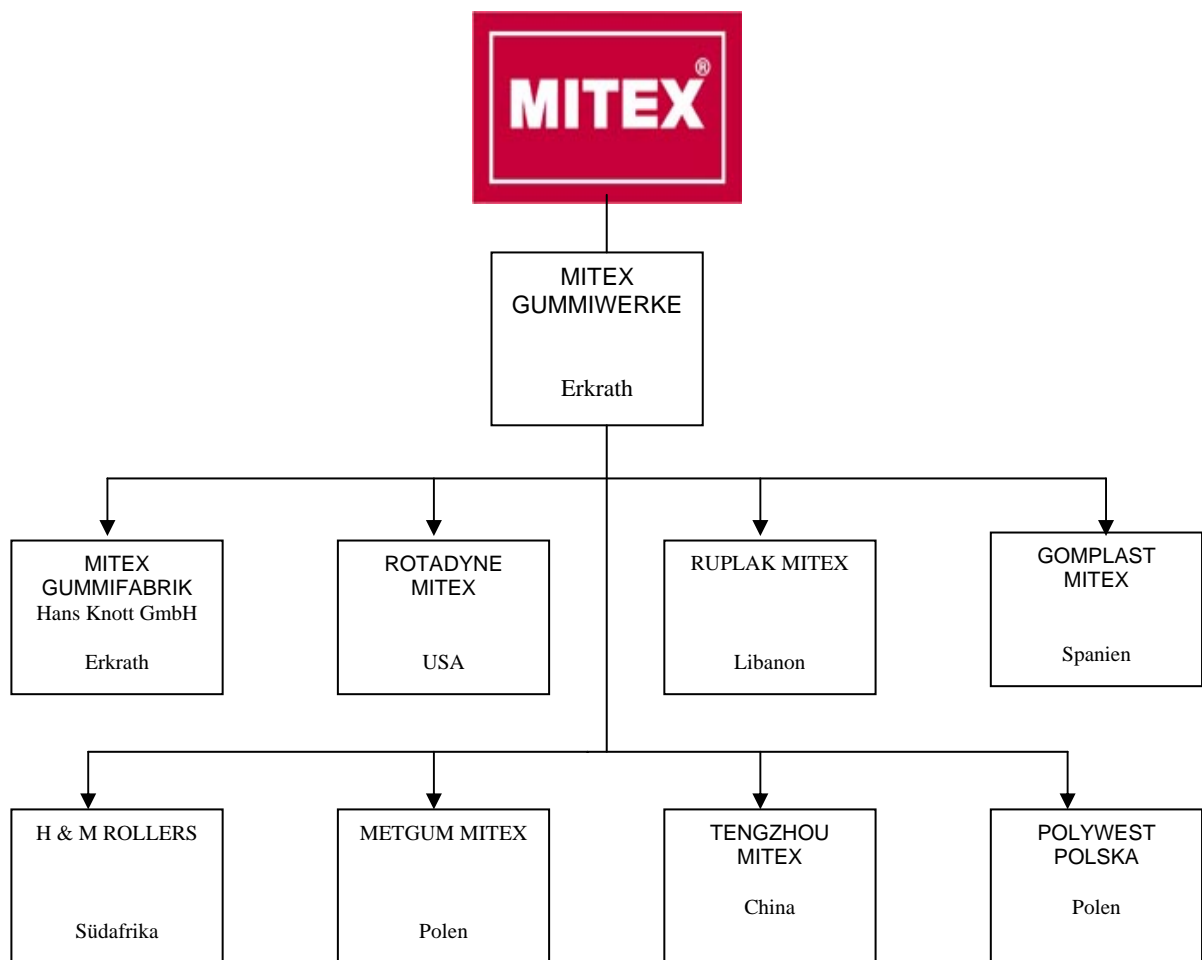 MITEX®
MITEX
GUMMIWERKE
Erkrath
MITEX
GUMMIFABRIK
Hans Knott GmbH
Erkrath
ROTADYNE
MITEX
USA
RUPLAK MITEX
Libanon
GOMPLAST
MITEX
Spanien
H & M ROLLERS
Südafrika
METGUM MITEX
Polen
TENGZHOU
MITEX
China
POLYWEST
POLSKA
Polen